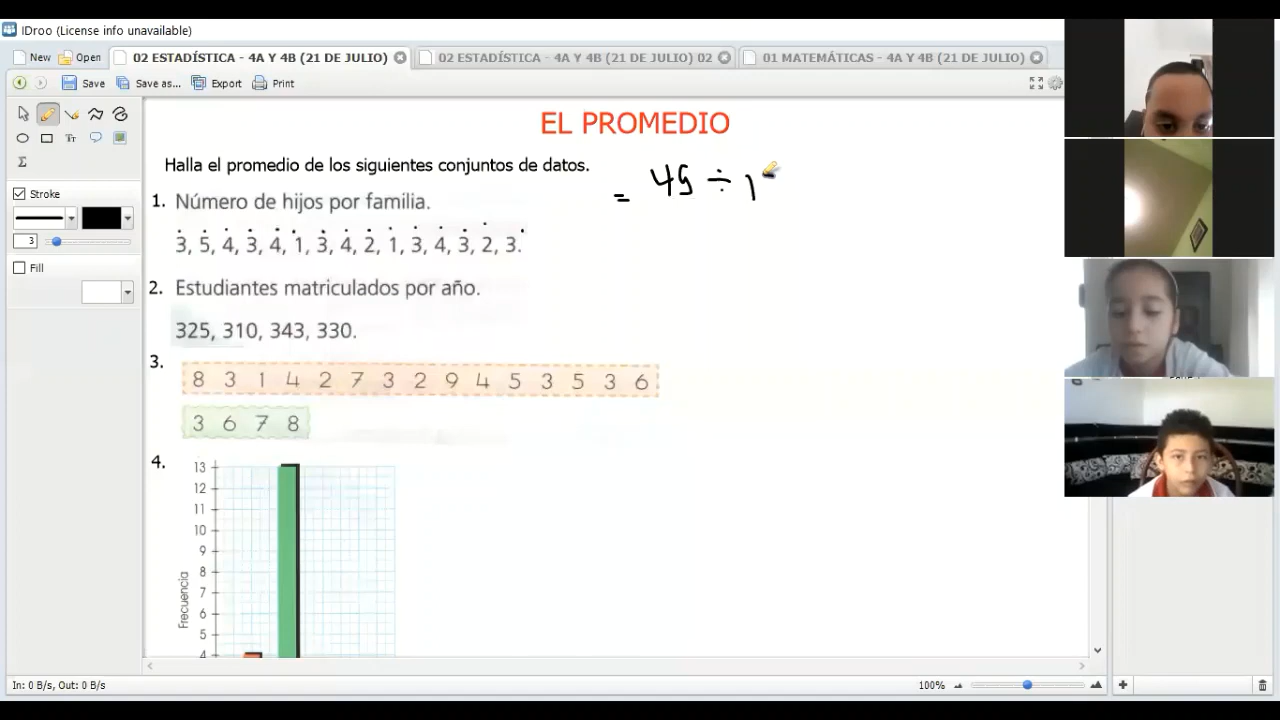 IDroo (License info unavailable)
New Open 02 ESTADÍSTICA - 4A Y 4B (21 DE JULIO) 02 ESTADÍSTICA - 4A Y 4B (21 DE JULIO) 02 01 MATEMÁTICAS - 4A Y 4B (21 DE JULIO)
Save Save as... Export Print
Tr
Σ
Stroke
3
Fill
EL PROMEDIO
Halla el promedio de los siguientes conjuntos de datos.
= 45 ÷ 1
1. Número de hijos por familia.
3, 5, 4, 3, 4, 1, 3, 4, 2, 1, 3, 4, 3, 2, 3.
2. Estudiantes matriculados por año.
325, 310, 343, 330.
3.
8 3 1 4 2 7 3 2 9 4 5 3 5 3 6
3 6 7 8
4.
13
12
11
10
9
8
7
6
5
4
Frecuencia
In: 0 B/s, Out: 0 B/s
100%